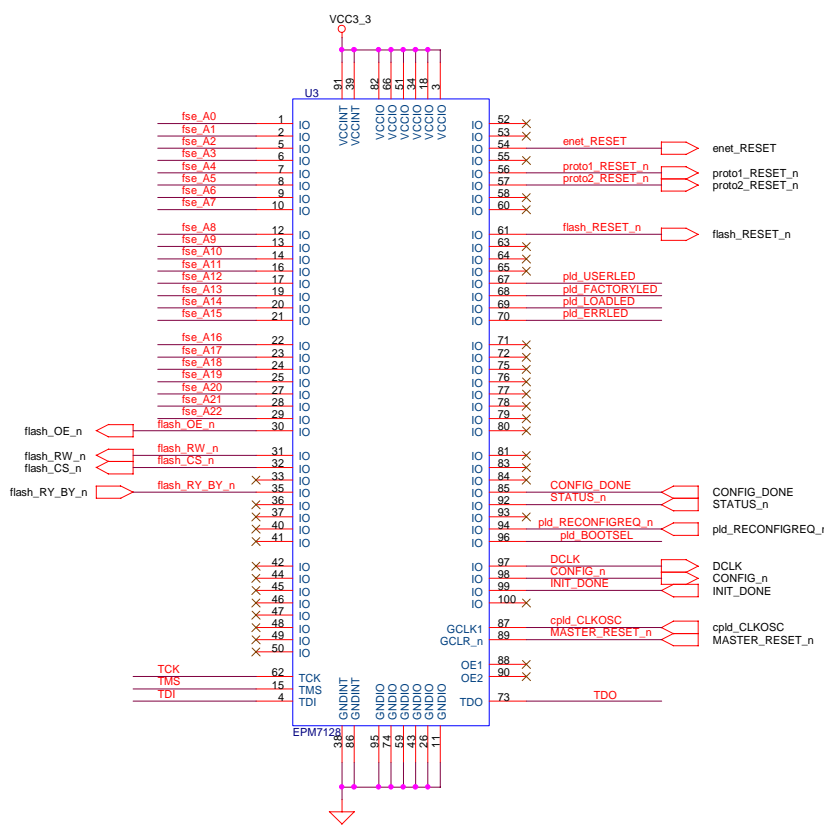 VCC3_3
U3
91 39 82 66 51 34 18 3
VCCINT VCCINT VCCIO VCCIO VCCIO VCCIO VCCIO VCCIO
fse_A0 1 IO
fse_A1 2 IO
fse_A2 5 IO
fse_A3 6 IO
fse_A4 7 IO
fse_A5 8 IO
fse_A6 9 IO
fse_A7 10 IO
fse_A8 12 IO
fse_A9 13 IO
fse_A10 14 IO
fse_A11 16 IO
fse_A12 17 IO
fse_A13 19 IO
fse_A14 20 IO
fse_A15 21 IO
fse_A16 22 IO
fse_A17 23 IO
fse_A18 24 IO
fse_A19 25 IO
fse_A20 27 IO
fse_A21 28 IO
fse_A22 29 IO
flash_OE_n flash_OE_n 30 IO
flash_RW_n flash_RW_n 31 IO
flash_CS_n flash_CS_n 32 IO
33 IO
flash_RY_BY_n flash_RY_BY_n 35 IO
36 IO
37 IO
40 IO
41 IO
42 IO
44 IO
45 IO
46 IO
47 IO
48 IO
49 IO
50 IO
TCK 62 TCK
TMS 15 TMS
TDI 4 TDI
IO 52
IO 53
IO 54 enet_RESET enet_RESET
IO 55
IO 56 proto1_RESET_n proto1_RESET_n
IO 57 proto2_RESET_n proto2_RESET_n
IO 58
IO 60
IO 61 flash_RESET_n flash_RESET_n
IO 63
IO 64
IO 65
IO 67 pld_USERLED
IO 68 pld_FACTORYLED
IO 69 pld_LOADLED
IO 70 pld_ERRLED
IO 71
IO 72
IO 75
IO 76
IO 77
IO 78
IO 79
IO 80
IO 81
IO 83
IO 84
IO 85 CONFIG_DONE CONFIG_DONE
IO 92 STATUS_n STATUS_n
IO 93
IO 94 pld_RECONFIGREQ_n pld_RECONFIGREQ_n
IO 96 pld_BOOTSEL
IO 97 DCLK DCLK
IO 98 CONFIG_n CONFIG_n
IO 99 INIT_DONE INIT_DONE
IO 100
GCLK1 87 cpld_CLKOSC cpld_CLKOSC
GCLR_n 89 MASTER_RESET_n MASTER_RESET_n
OE1 88
OE2 90
TDO 73 TDO
GNDINT GNDINT GNDIO GNDIO GNDIO GNDIO GNDIO GNDIO
EPM7128
38 86 95 74 59 43 26 11